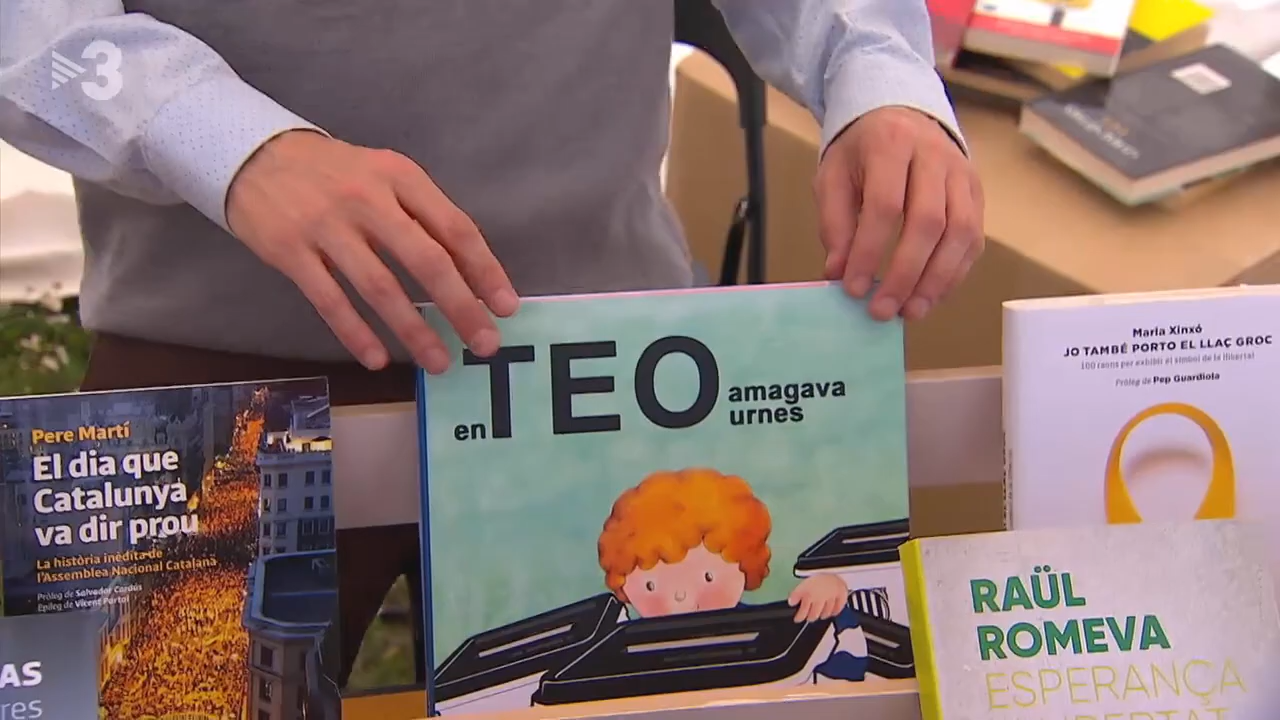 3
en TEO amagava
urnes
Pere Martí
El dia que
Catalunya
va dir prou
La història inèdita de
l'Assemblea Nacional Catalana
Pròleg de Salvador Cardús
Epíleg de Vicent Partal
AS
res
Maria Xinxó
JO TAMBÉ PORTO EL LLAÇ GROC
100 raons per exhibir el símbol de la llibertat
Pròleg de Pep Guardiola
RAÜL
ROMEVA
ESPERANÇA